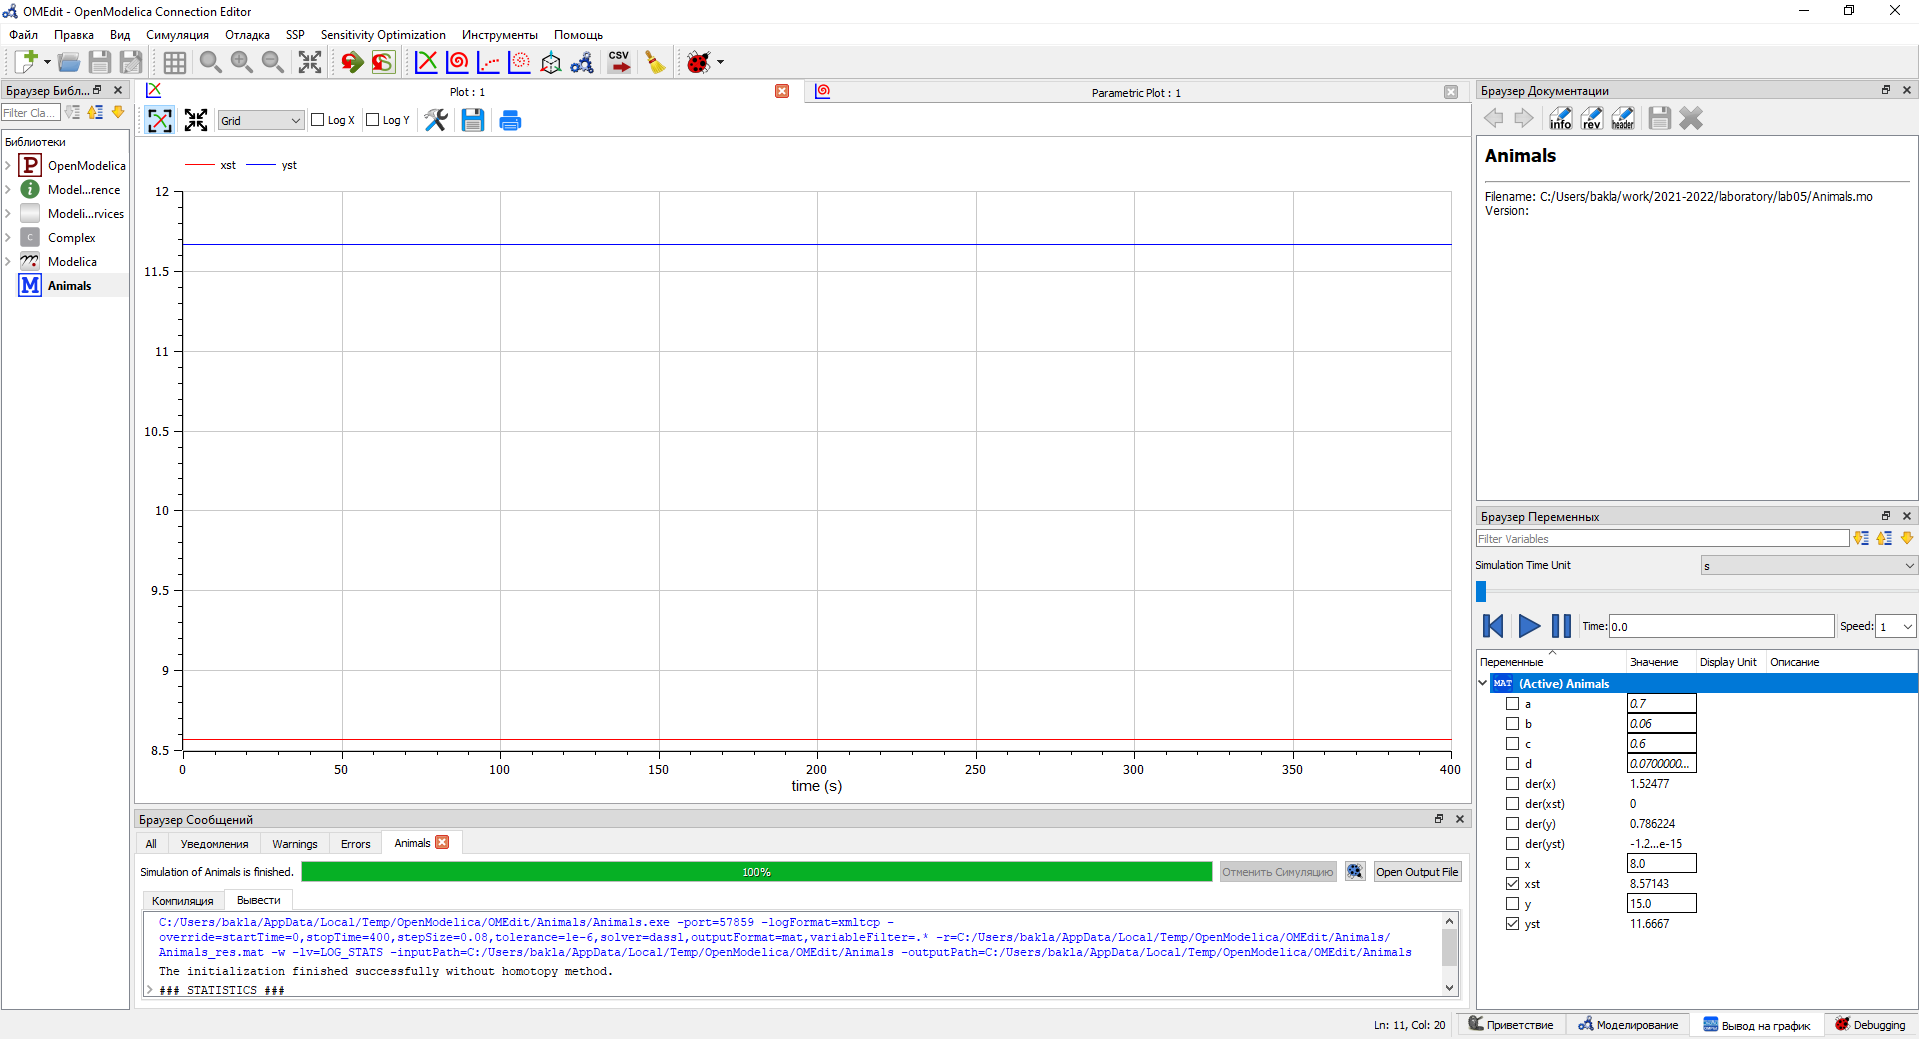 OMEdit - OpenModelica Connection Editor
Файл Правка Вид Симуляция Отладка SSP Sensitivity Optimization Инструменты Помощь
CSV
Браузер Библ...
Filter Cla...
Библиотеки
P OpenModelica
i Model...rence
Modeli...rvices
C Complex
Modelica
M Animals
Plot : 1
Parametric Plot : 1
Grid Log X Log Y
xst yst
12
11.5
11
10.5
10
9.5
9
8.5
0 50 100 150 200 250 300 350 400
time (s)
Браузер Сообщений
All Уведомления Warnings Errors Animals
Simulation of Animals is finished. 100% Отменить Симуляцию Open Output File
Компиляция Вывести
C:/Users/bakla/AppData/Local/Temp/OpenModelica/OMEdit/Animals/Animals.exe -port=57859 -logFormat=xmltcp -
override=startTime=0,stopTime=400,stepSize=0.08,tolerance=1e-6,solver=dassl,outputFormat=mat,variableFilter=.* -r=C:/Users/bakla/AppData/Local/Temp/OpenModelica/OMEdit/Animals/
Animals_res.mat -w -lv=LOG_STATS -inputPath=C:/Users/bakla/AppData/Local/Temp/OpenModelica/OMEdit/Animals -outputPath=C:/Users/bakla/AppData/Local/Temp/OpenModelica/OMEdit/Animals
The initialization finished successfully without homotopy method.
### STATISTICS ###
Браузер Документации
info rev header
Animals
Filename: C:/Users/bakla/work/2021-2022/laboratory/lab05/Animals.mo
Version:
Браузер Переменных
Filter Variables
Simulation Time Unit s
Time: 0.0 Speed: 1
Переменные Значение Display Unit Описание
MAT (Active) Animals
a 0.7
b 0.06
c 0.6
d 0.0700000...
der(x) 1.52477
der(xst) 0
der(y) 0.786224
der(yst) -1.2...e-15
x 8.0
xst 8.57143
y 15.0
yst 11.6667
Ln: 11, Col: 20 Приветствие Моделирование Вывод на график Debugging